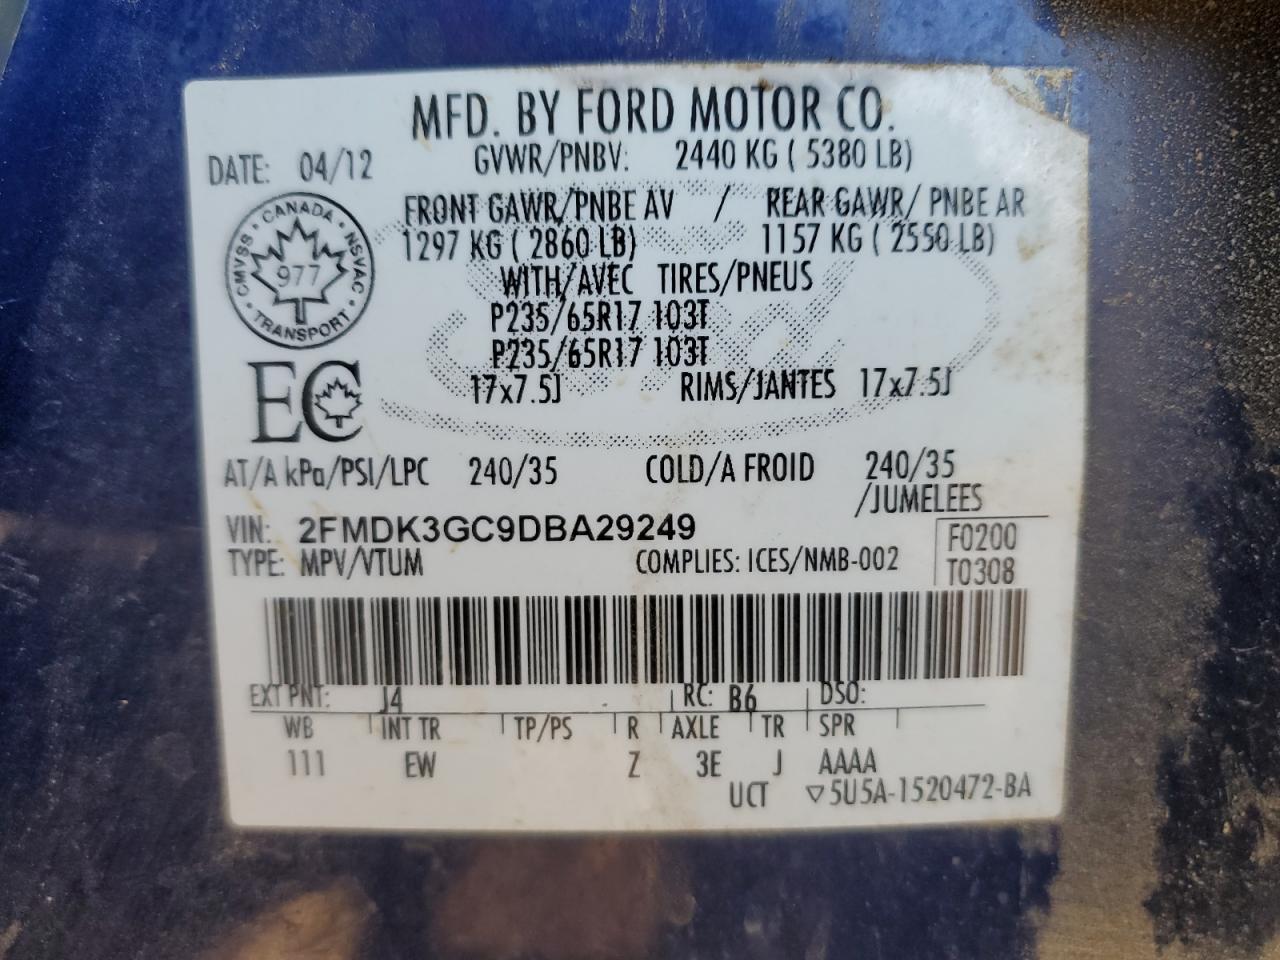 MFD. BY FORD MOTOR CO.
DATE: 04/12 GVWR/PNBV: 2440 KG ( 5380 LB)
FRONT GAWR/PNBE AV / REAR GAWR/ PNBE AR
1297 KG ( 2860 LB) 1157 KG ( 2550 LB)
WITH/AVEC TIRES/PNEUS
P235/65R17 103T
P235/65R17 103T
17x7.5J RIMS/JANTES 17x7.5J
CMVSS · CANADA · NSVAC · TRANSPORT ·
977
EC
AT/A kPa/PSI/LPC 240/35 COLD/A FROID 240/35
/JUMELEES
VIN: 2FMDK3GC9DBA29249
TYPE: MPV/VTUM COMPLIES: ICES/NMB-002
F0200
T0308
EXT PNT: J4 RC: B6 DSO:
WB INT TR TP/PS R AXLE TR SPR
111 EW Z 3E J AAAA
UCT ▽5U5A-1520472-BA